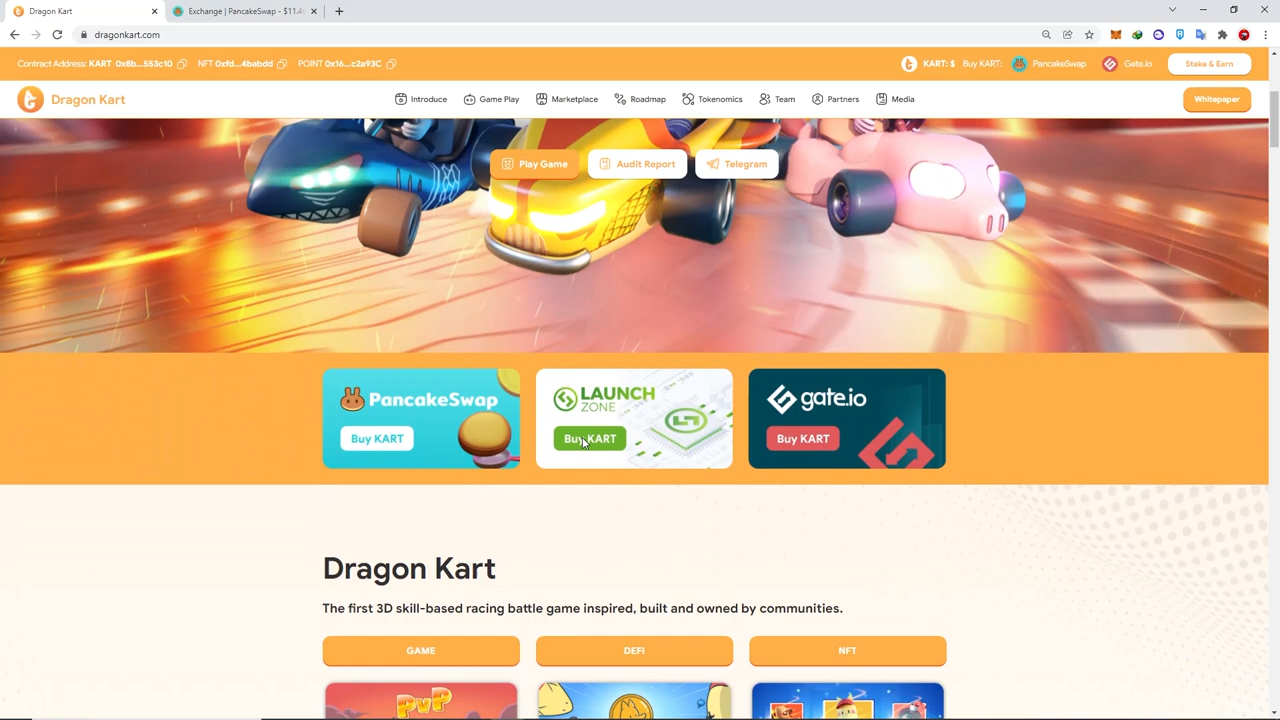 Dragon Kart
Exchange | PancakeSwap - $11.4
dragonkart.com
Contract Address: KART 0x8b...553c10 NFT 0xfd...4babdd POINT 0x16...c2a93C KART: $ Buy KART: PancakeSwap Gate.io Stake & Earn
Dragon Kart Introduce Game Play Marketplace Roadmap Tokenomics Team Partners Media Whitepaper
Play Game Audit Report Telegram
PancakeSwap
Buy KART
LAUNCH
ZONE
Buy KART
gate.io
Buy KART
Dragon Kart
The first 3D skill-based racing battle game inspired, built and owned by communities.
GAME DEFI NFT
PVP